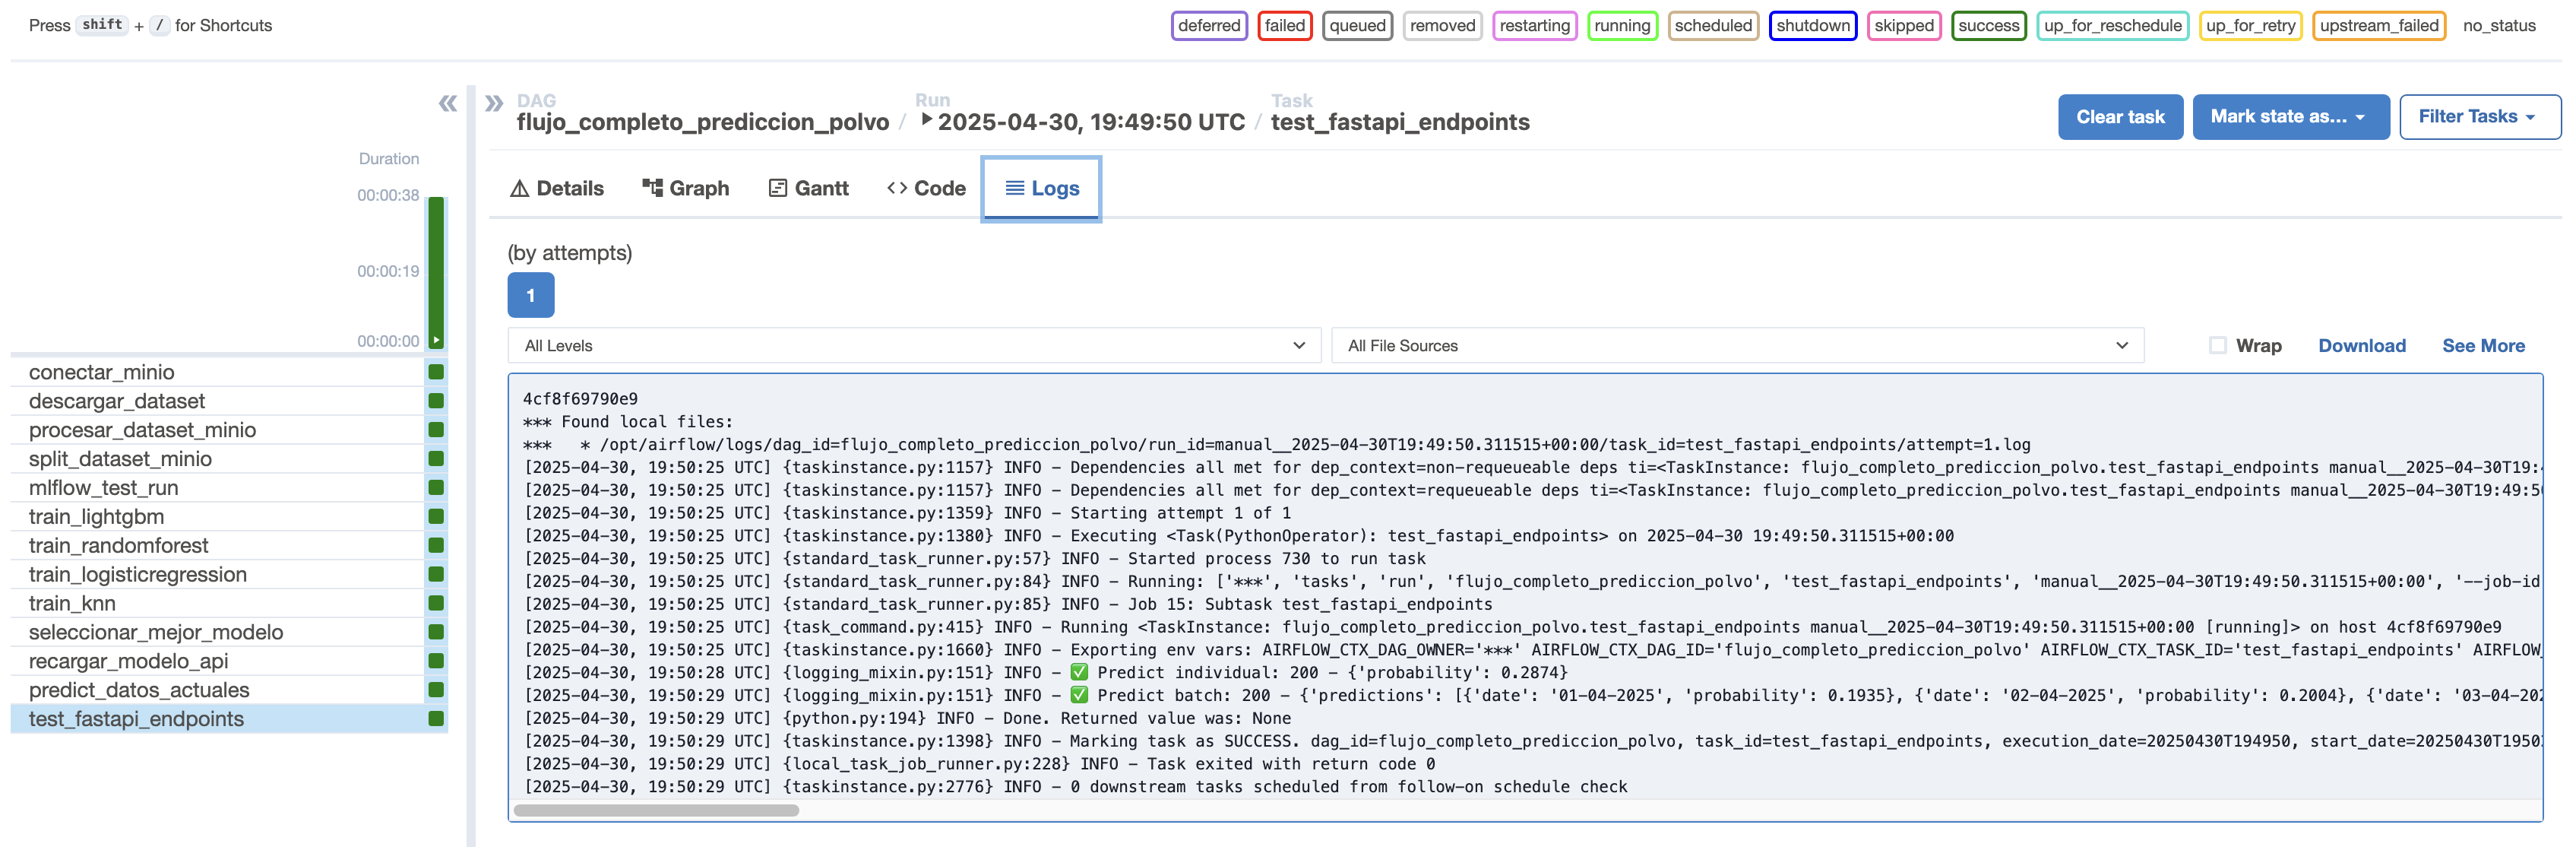 Press shift + / for Shortcuts
deferred failed queued removed restarting running scheduled shutdown skipped success up_for_reschedule up_for_retry upstream_failed no_status
DAG
flujo_completo_prediccion_polvo
/
Run
2025-04-30, 19:49:50 UTC
/
Task
test_fastapi_endpoints
Clear task
Mark state as...
Filter Tasks
Duration
00:00:38
00:00:19
00:00:00
conectar_minio
descargar_dataset
procesar_dataset_minio
split_dataset_minio
mlflow_test_run
train_lightgbm
train_randomforest
train_logisticregression
train_knn
seleccionar_mejor_modelo
recargar_modelo_api
predict_datos_actuales
test_fastapi_endpoints
Details Graph Gantt Code Logs
(by attempts)
1
All Levels
All File Sources
Wrap
Download
See More
4cf8f69790e9
*** Found local files:
***   * /opt/airflow/logs/dag_id=flujo_completo_prediccion_polvo/run_id=manual__2025-04-30T19:49:50.311515+00:00/task_id=test_fastapi_endpoints/attempt=1.log
[2025-04-30, 19:50:25 UTC] {taskinstance.py:1157} INFO - Dependencies all met for dep_context=non-requeueable deps ti=<TaskInstance: flujo_completo_prediccion_polvo.test_fastapi_endpoints manual__2025-04-30T19:4
[2025-04-30, 19:50:25 UTC] {taskinstance.py:1157} INFO - Dependencies all met for dep_context=requeueable deps ti=<TaskInstance: flujo_completo_prediccion_polvo.test_fastapi_endpoints manual__2025-04-30T19:49:50
[2025-04-30, 19:50:25 UTC] {taskinstance.py:1359} INFO - Starting attempt 1 of 1
[2025-04-30, 19:50:25 UTC] {taskinstance.py:1380} INFO - Executing <Task(PythonOperator): test_fastapi_endpoints> on 2025-04-30 19:49:50.311515+00:00
[2025-04-30, 19:50:25 UTC] {standard_task_runner.py:57} INFO - Started process 730 to run task
[2025-04-30, 19:50:25 UTC] {standard_task_runner.py:84} INFO - Running: ['***', 'tasks', 'run', 'flujo_completo_prediccion_polvo', 'test_fastapi_endpoints', 'manual__2025-04-30T19:49:50.311515+00:00', '--job-id
[2025-04-30, 19:50:25 UTC] {standard_task_runner.py:85} INFO - Job 15: Subtask test_fastapi_endpoints
[2025-04-30, 19:50:25 UTC] {task_command.py:415} INFO - Running <TaskInstance: flujo_completo_prediccion_polvo.test_fastapi_endpoints manual__2025-04-30T19:49:50.311515+00:00 [running]> on host 4cf8f69790e9
[2025-04-30, 19:50:25 UTC] {taskinstance.py:1660} INFO - Exporting env vars: AIRFLOW_CTX_DAG_OWNER='***' AIRFLOW_CTX_DAG_ID='flujo_completo_prediccion_polvo' AIRFLOW_CTX_TASK_ID='test_fastapi_endpoints' AIRFLOW_
[2025-04-30, 19:50:28 UTC] {logging_mixin.py:151} INFO - ✅ Predict individual: 200 - {'probability': 0.2874}
[2025-04-30, 19:50:29 UTC] {logging_mixin.py:151} INFO - ✅ Predict batch: 200 - {'predictions': [{'date': '01-04-2025', 'probability': 0.1935}, {'date': '02-04-2025', 'probability': 0.2004}, {'date': '03-04-202
[2025-04-30, 19:50:29 UTC] {python.py:194} INFO - Done. Returned value was: None
[2025-04-30, 19:50:29 UTC] {taskinstance.py:1398} INFO - Marking task as SUCCESS. dag_id=flujo_completo_prediccion_polvo, task_id=test_fastapi_endpoints, execution_date=20250430T194950, start_date=20250430T1950
[2025-04-30, 19:50:29 UTC] {local_task_job_runner.py:228} INFO - Task exited with return code 0
[2025-04-30, 19:50:29 UTC] {taskinstance.py:2776} INFO - 0 downstream tasks scheduled from follow-on schedule check